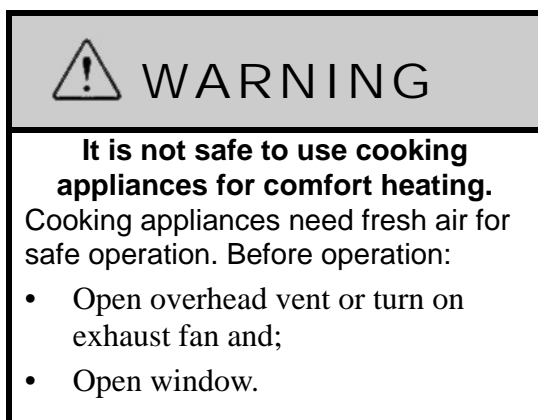 WARNING
It is not safe to use cooking
appliances for comfort heating.
Cooking appliances need fresh air for
safe operation. Before operation:
• Open overhead vent or turn on
exhaust fan and;
• Open window.